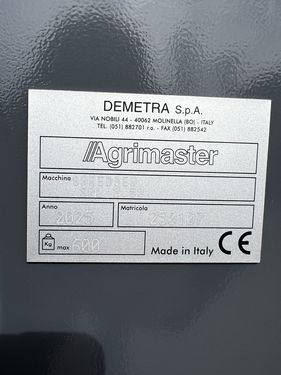 DEMETRA S.p.A.
VIA NOBILI 44 - 40062 MOLINELLA (BO) - ITALY
TEL. (051) 882701 r.a. - FAX (051) 882542
Agrimaster
Macchina
Anno Matricola
2025
Kg max 600 Made in Italy CE